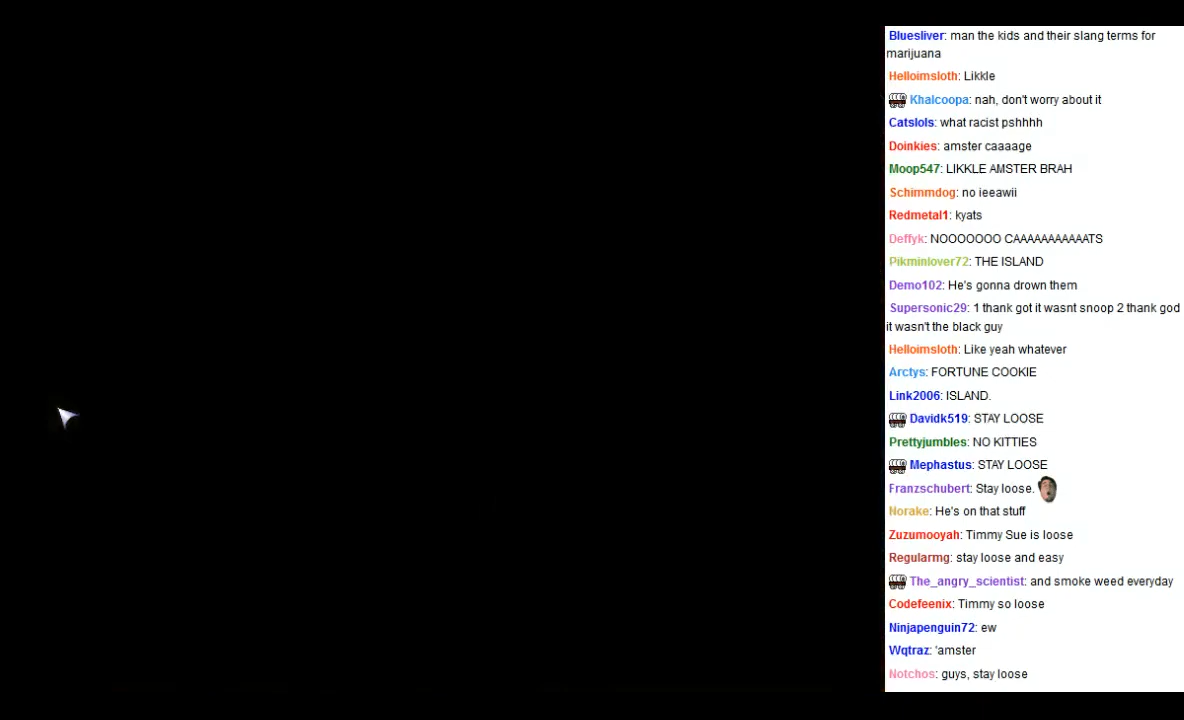 Bluesliver: man the kids and their slang terms for
marijuana
Helloimsloth: Likkle
Khalcoopa: nah, don't worry about it
Catslols: what racist pshhhh
Doinkies: amster caaaage
Moop547: LIKKLE AMSTER BRAH
Schimmdog: no ieeawii
Redmetal1: kyats
Deffyk: NOOOOOOO CAAAAAAAAAAATS
Pikminlover72: THE ISLAND
Demo102: He's gonna drown them
Supersonic29: 1 thank got it wasnt snoop 2 thank god
it wasn't the black guy
Helloimsloth: Like yeah whatever
Arctys: FORTUNE COOKIE
Link2006: ISLAND.
Davidk519: STAY LOOSE
Prettyjumbles: NO KITTIES
Mephastus: STAY LOOSE
Franzschubert: Stay loose.
Norake: He's on that stuff
Zuzumooyah: Timmy Sue is loose
Regularmg: stay loose and easy
The_angry_scientist: and smoke weed everyday
Codefeenix: Timmy so loose
Ninjapenguin72: ew
Wqtraz: 'amster
Notchos: guys, stay loose